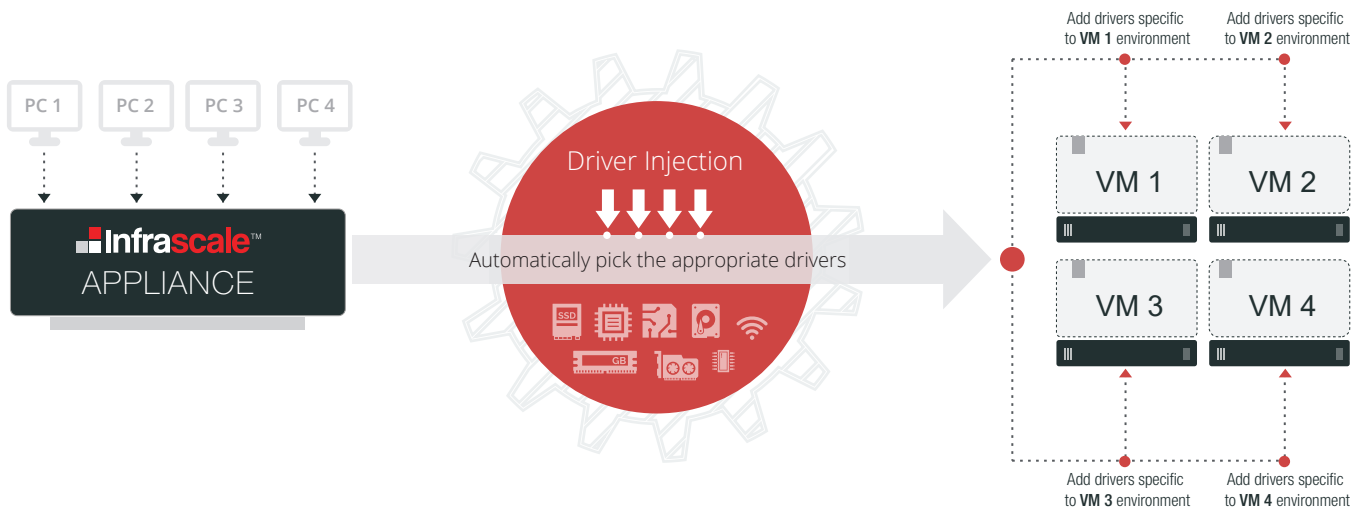 Add drivers specific
to VM 1 environment
Add drivers specific
to VM 2 environment
PC 1
PC 2
PC 3
PC 4
Infrascale™
APPLIANCE
Driver Injection
Automatically pick the appropriate drivers
SSD
GB
VM 1
VM 2
VM 3
VM 4
Add drivers specific
to VM 3 environment
Add drivers specific
to VM 4 environment